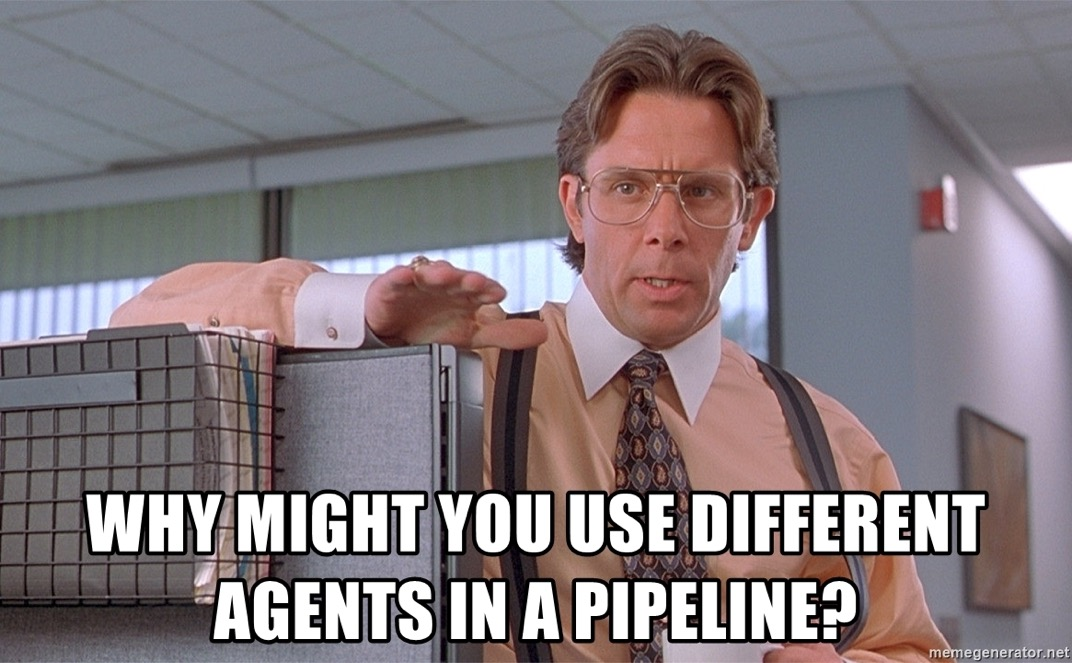 WHY MIGHT YOU USE DIFFERENT
AGENTS IN A PIPELINE?
memegenerator.net